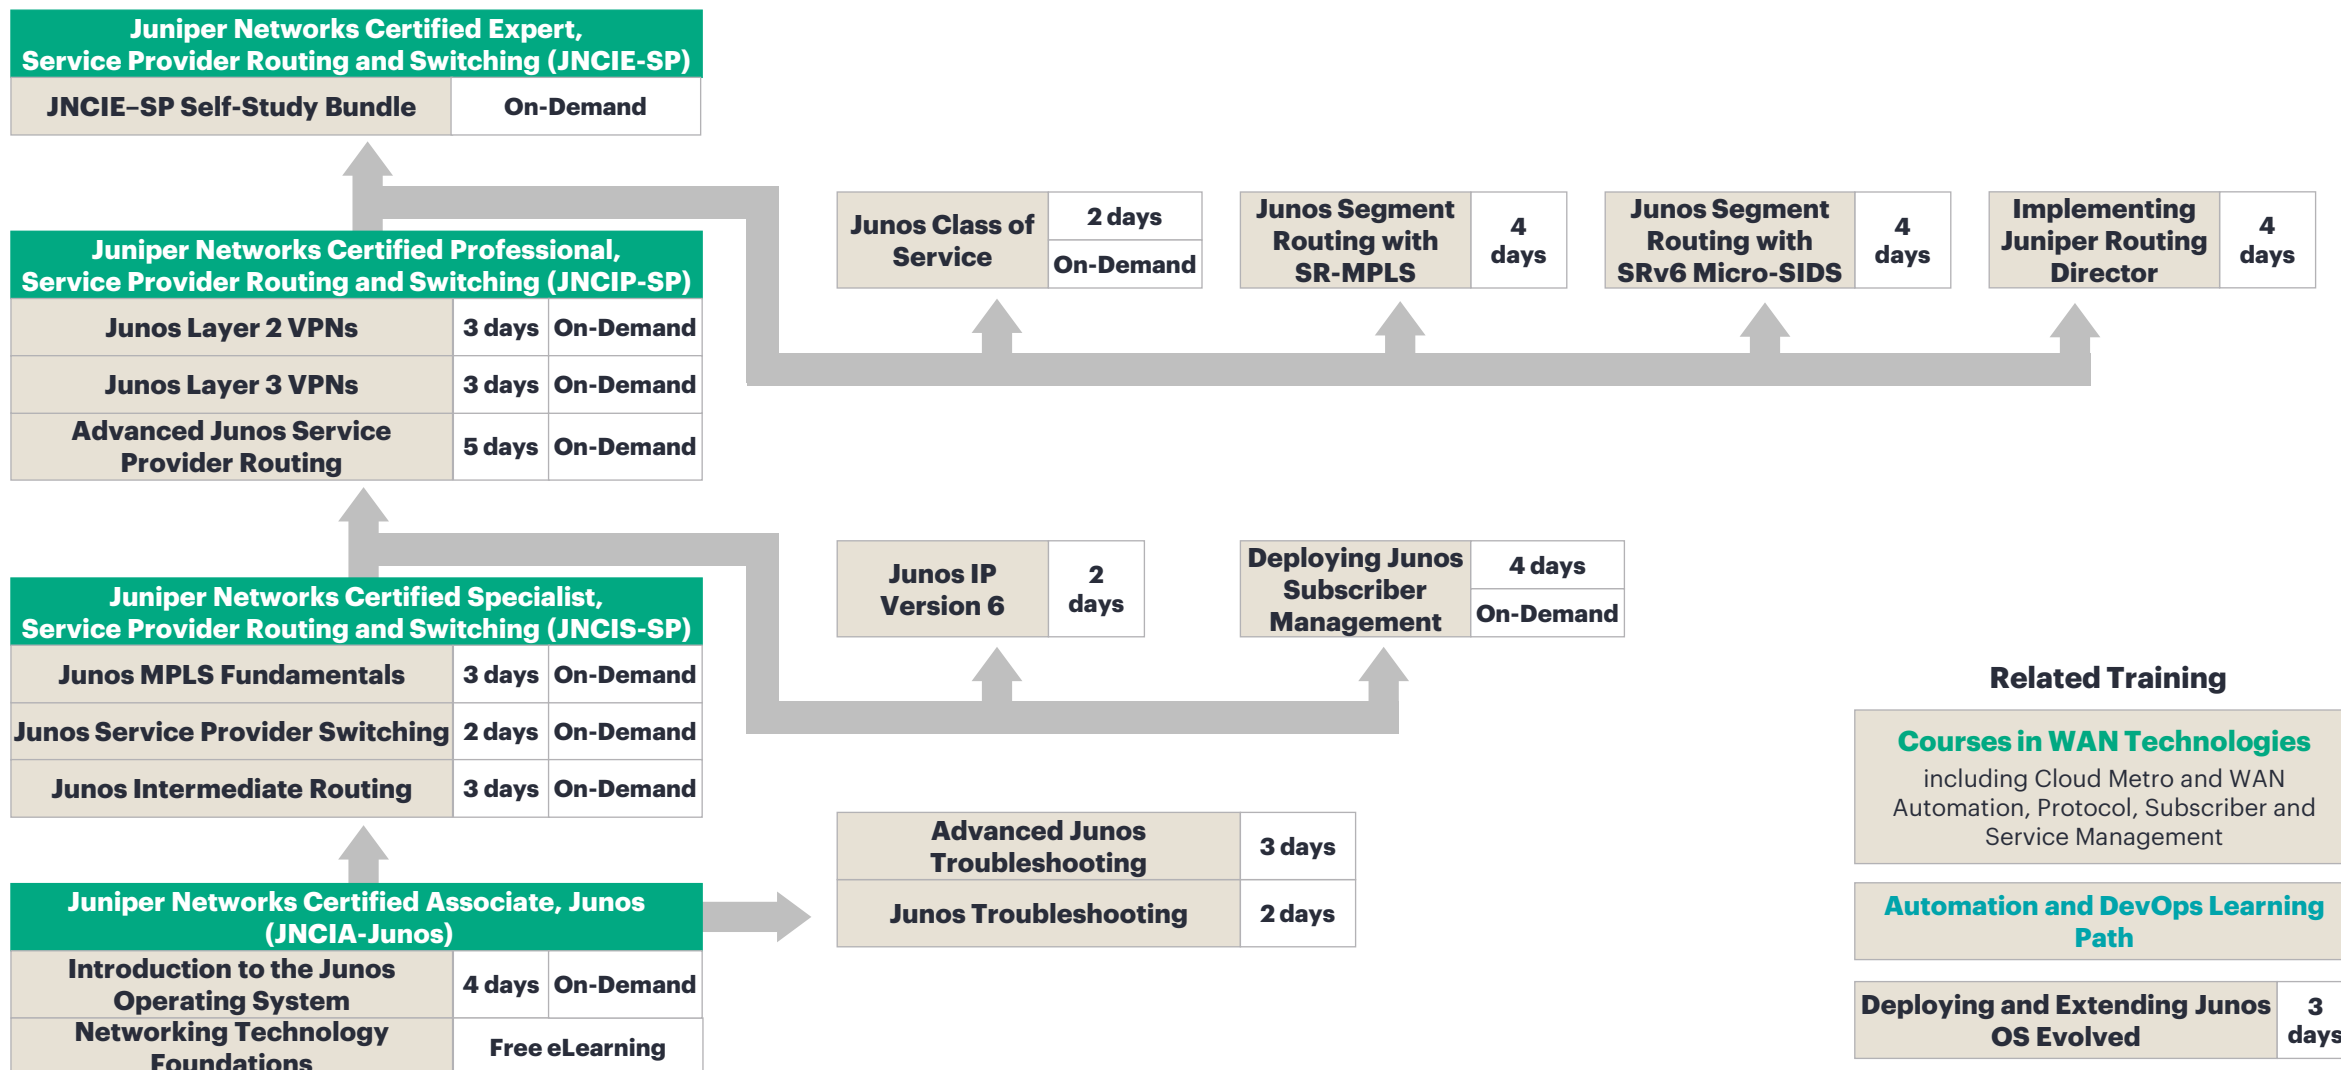 Juniper Networks Certified Expert,
Service Provider Routing and Switching (JNCIE-SP)
JNCIE–SP Self-Study Bundle
On-Demand
Junos Class of
Service
2 days
On-Demand
Junos Segment
Routing with
SR-MPLS
4
days
Junos Segment
Routing with
SRv6 Micro-SIDS
4
days
Implementing
Juniper Routing
Director
4
days
Juniper Networks Certified Professional,
Service Provider Routing and Switching (JNCIP-SP)
Junos Layer 2 VPNs
3 days
On-Demand
Junos Layer 3 VPNs
3 days
On-Demand
Advanced Junos Service
Provider Routing
5 days
On-Demand
Junos IP
Version 6
2
days
Deploying Junos
Subscriber
Management
4 days
On-Demand
Juniper Networks Certified Specialist,
Service Provider Routing and Switching (JNCIS-SP)
Junos MPLS Fundamentals
3 days
On-Demand
Junos Service Provider Switching
2 days
On-Demand
Junos Intermediate Routing
3 days
On-Demand
Advanced Junos
Troubleshooting
3 days
Junos Troubleshooting
2 days
Juniper Networks Certified Associate, Junos
(JNCIA-Junos)
Introduction to the Junos
Operating System
4 days
On-Demand
Networking Technology
Foundations
Free eLearning
Related Training
Courses in WAN Technologies
including Cloud Metro and WAN
Automation, Protocol, Subscriber and
Service Management
Automation and DevOps Learning
Path
Deploying and Extending Junos
OS Evolved
3
days